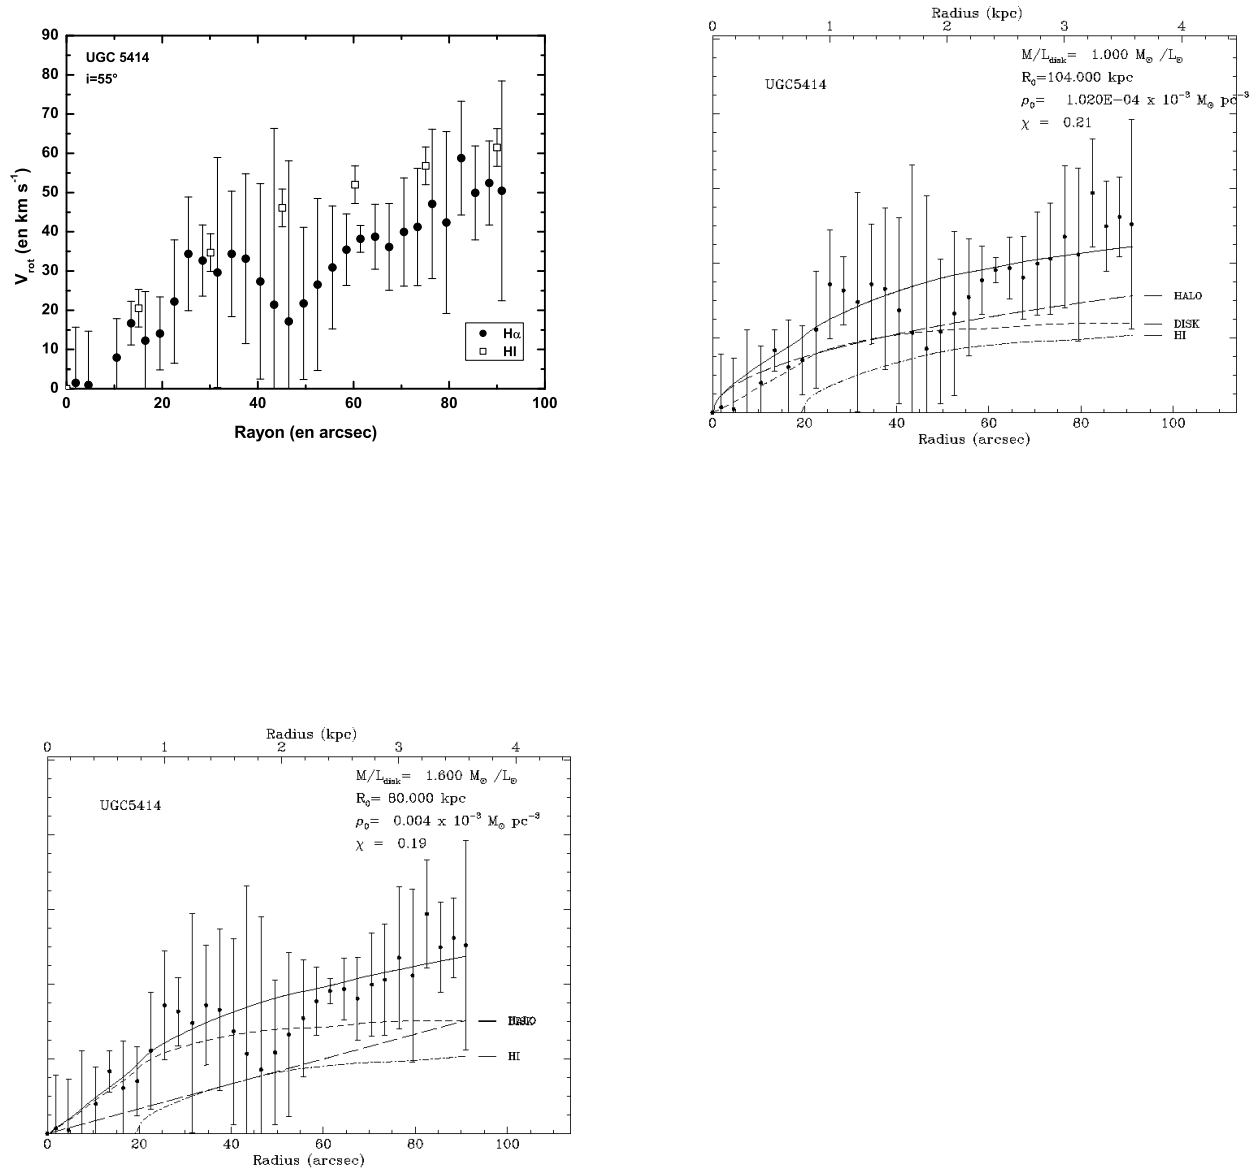 90
80
70
60
50
40
30
20
10
0
V_rot (en km s⁻¹)
UGC 5414
i=55°
Hα
HI
0 20 40 60 80 100
Rayon (en arcsec)
Radius (kpc)
0 1 2 3 4
UGC5414
M/L_disk= 1.000 M⊙ /L⊙
R₀=104.000 kpc
ρ₀= 1.020E−04 x 10⁻³ M⊙ pc⁻³
χ = 0.21
HALO
DISK
HI
0 20 40 60 80 100
Radius (arcsec)
Radius (kpc)
0 1 2 3 4
UGC5414
M/L_disk= 1.600 M⊙ /L⊙
R₀= 80.000 kpc
ρ₀= 0.004 x 10⁻³ M⊙ pc⁻³
χ = 0.19
HI
0 20 40 60 80 100
Radius (arcsec)